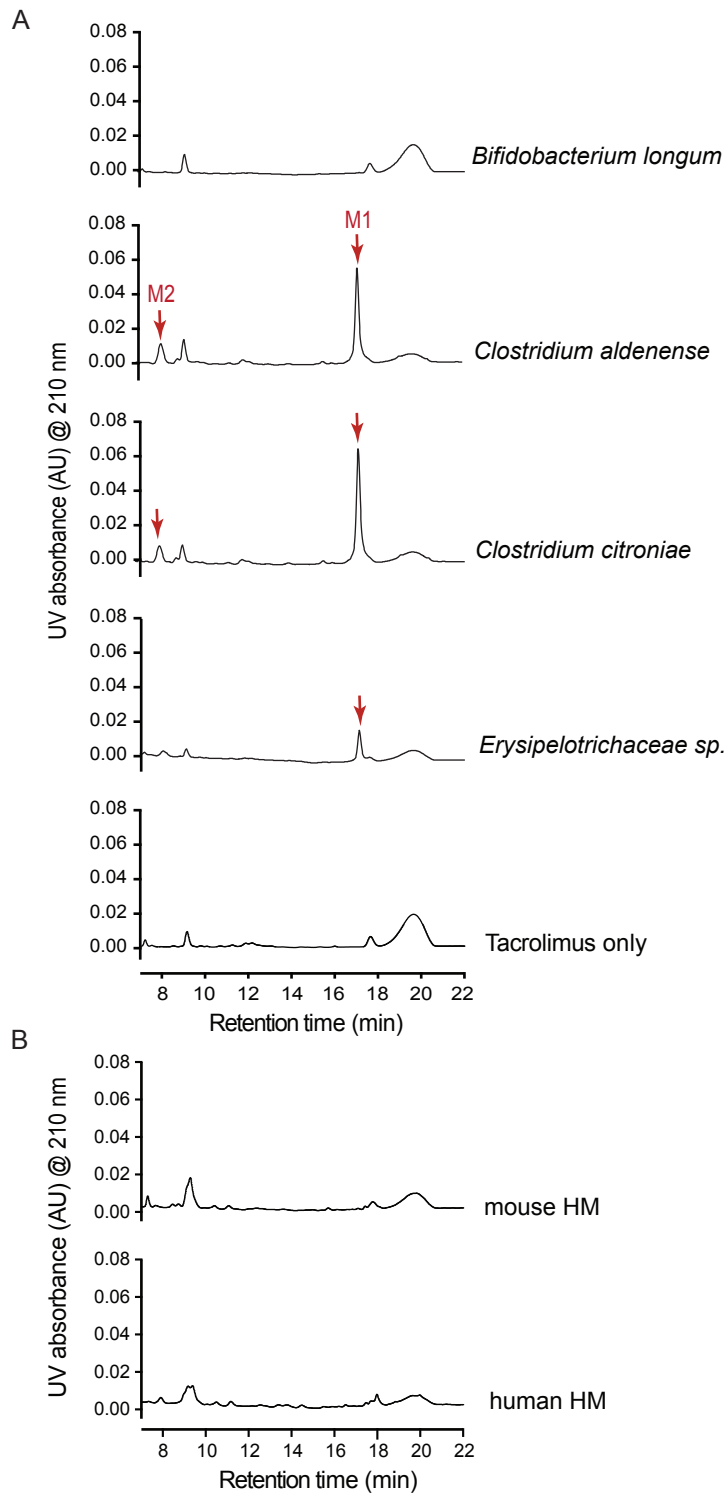 A
0.08
0.06
0.04
0.02
0.00
Bifidobacterium longum
0.08
0.06
0.04
0.02
0.00
M1
M2
Clostridium aldenense
UV absorbance (AU) @ 210 nm
0.08
0.06
0.04
0.02
0.00
Clostridium citroniae
0.08
0.06
0.04
0.02
0.00
Erysipelotrichaceae sp.
0.08
0.06
0.04
0.02
0.00
Tacrolimus only
8 10 12 14 16 18 20 22
Retention time (min)
B
UV absorbance (AU) @ 210 nm
0.08
0.06
0.04
0.02
0.00
mouse HM
0.08
0.06
0.04
0.02
0.00
human HM
8 10 12 14 16 18 20 22
Retention time (min)